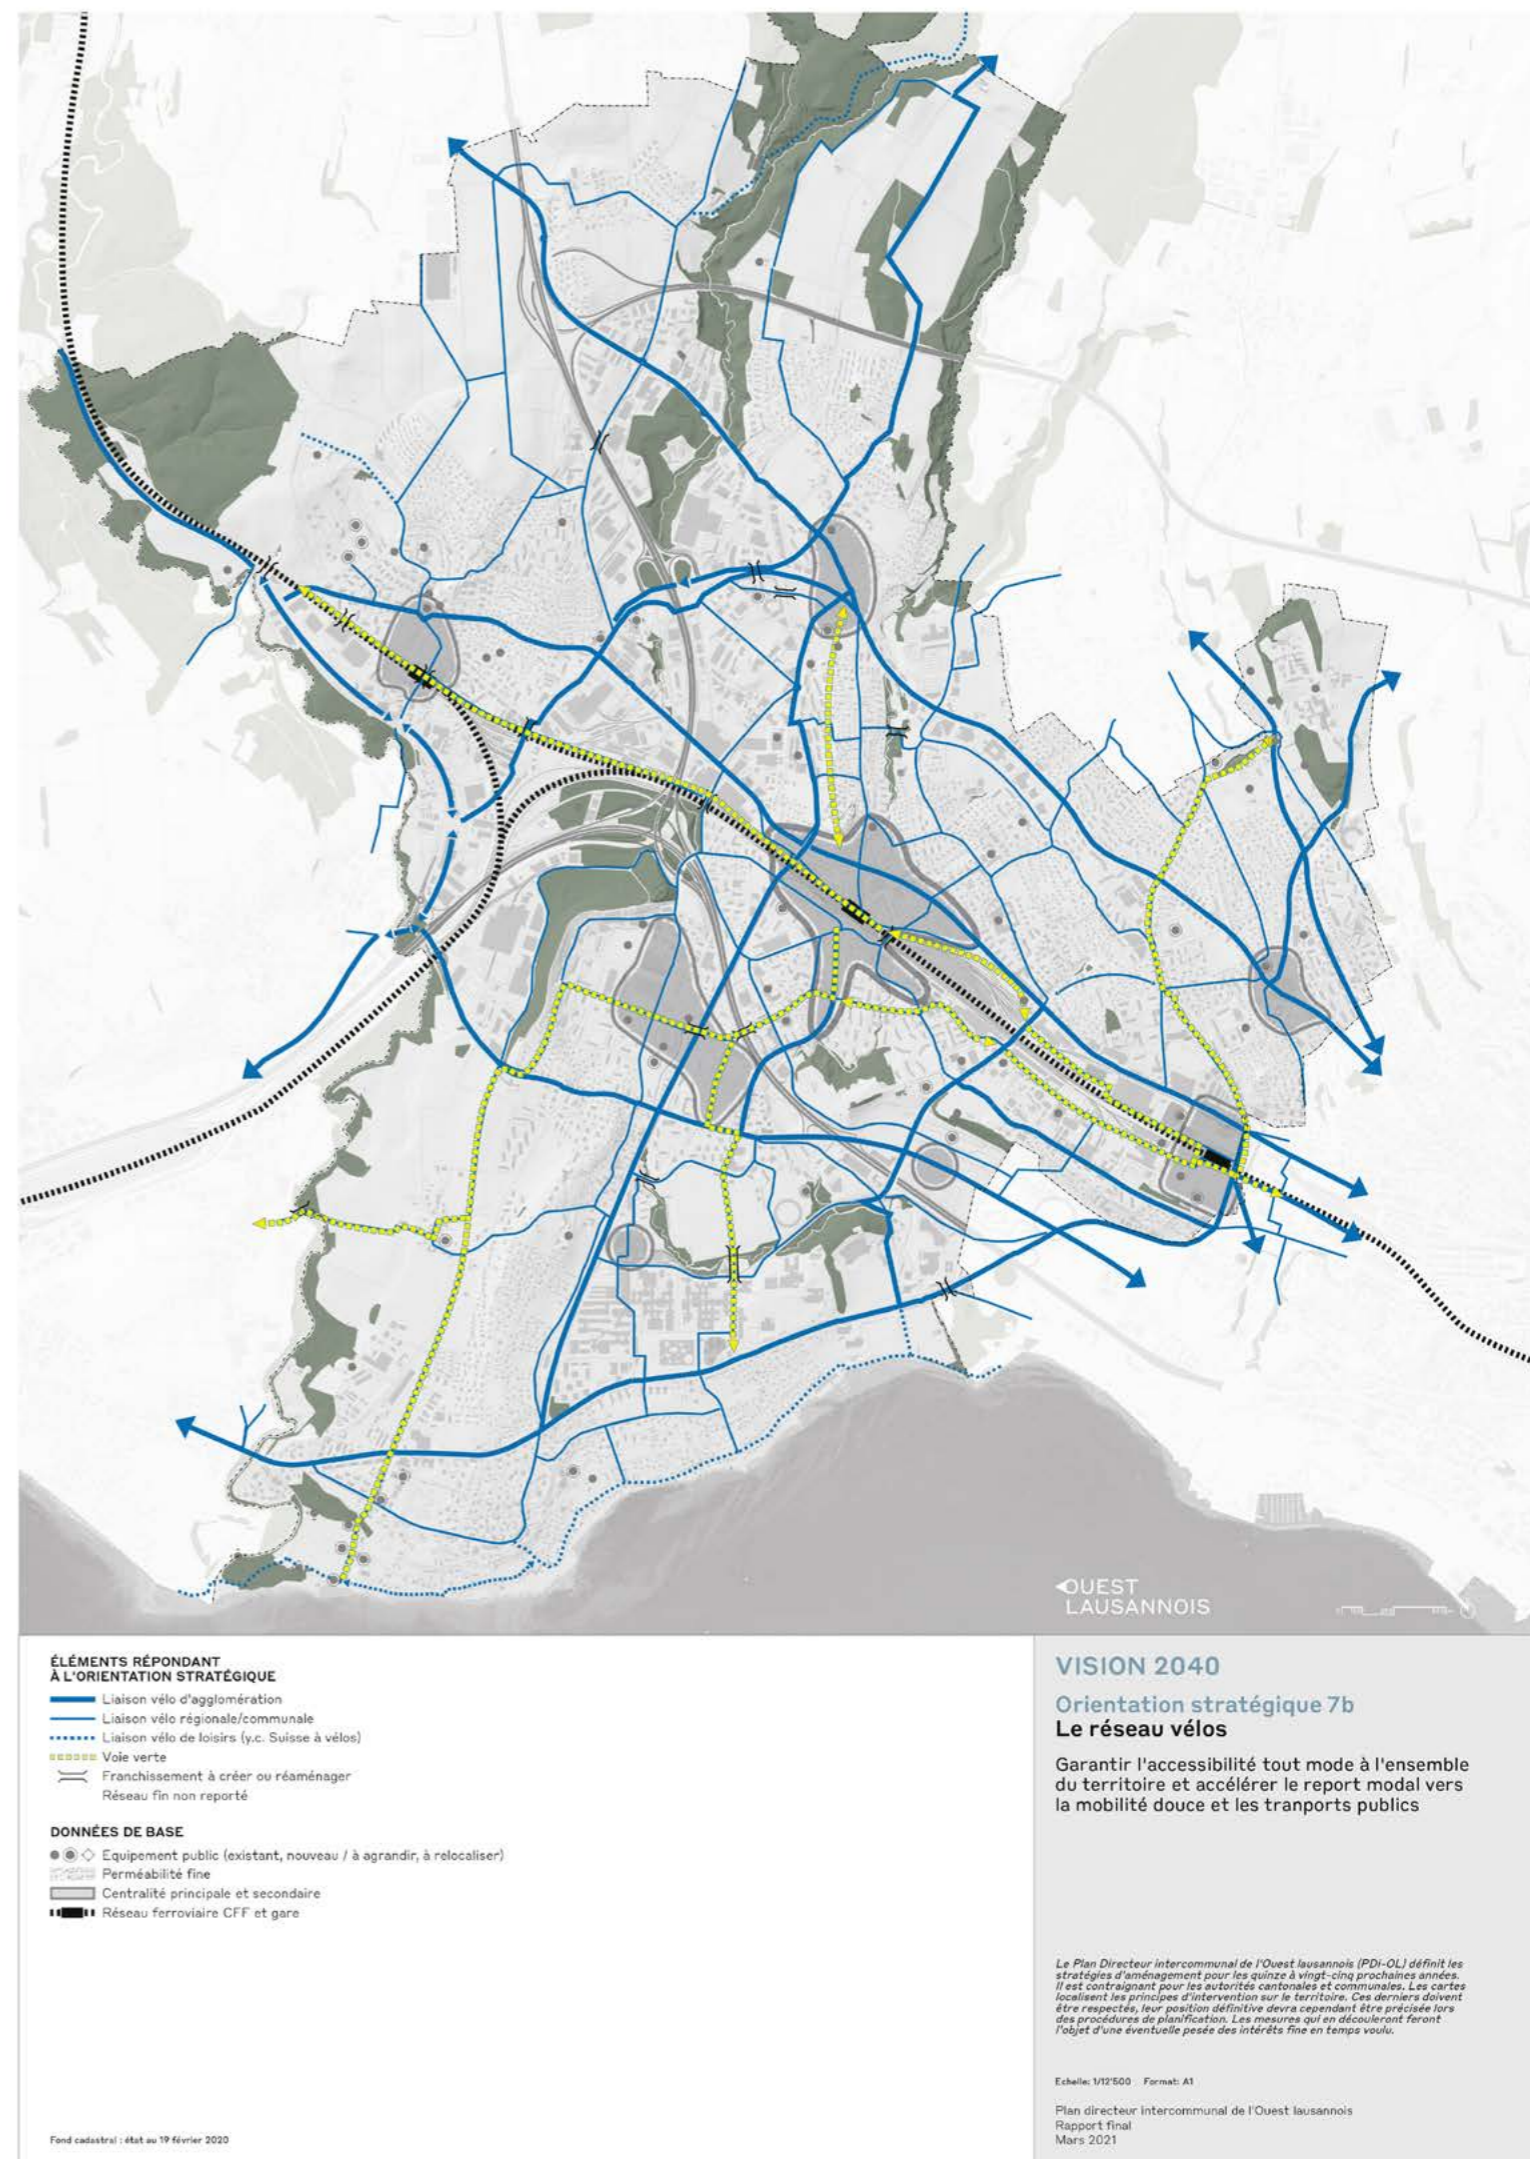 OUEST
LAUSANNOIS
ÉLÉMENTS RÉPONDANT
À L'ORIENTATION STRATÉGIQUE
Liaison vélo d'agglomération
Liaison vélo régionale/communale
Liaison vélo de loisirs (y.c. Suisse à vélos)
Voie verte
Franchissement à créer ou réaménager
Réseau fin non reporté
DONNÉES DE BASE
Equipement public (existant, nouveau / à agrandir, à relocaliser)
Perméabilité fine
Centralité principale et secondaire
Réseau ferroviaire CFF et gare
Fond cadastral : état au 19 février 2020
VISION 2040
Orientation stratégique 7b
Le réseau vélos
Garantir l'accessibilité tout mode à l'ensemble
du territoire et accélérer le report modal vers
la mobilité douce et les tranports publics
Le Plan Directeur intercommunal de l'Ouest lausannois (PDi-OL) définit les
stratégies d'aménagement pour les quinze à vingt-cinq prochaines années.
Il est contraignant pour les autorités cantonales et communales. Les cartes
localisent les principes d'intervention sur le territoire. Ces derniers doivent
être respectés, leur position définitive devra cependant être précisée lors
des procédures de planification. Les mesures qui en découleront feront
l'objet d'une éventuelle pesée des intérêts fine en temps voulu.
Echelle: 1/12'500 Format: A1
Plan directeur intercommunal de l'Ouest lausannois
Rapport final
Mars 2021